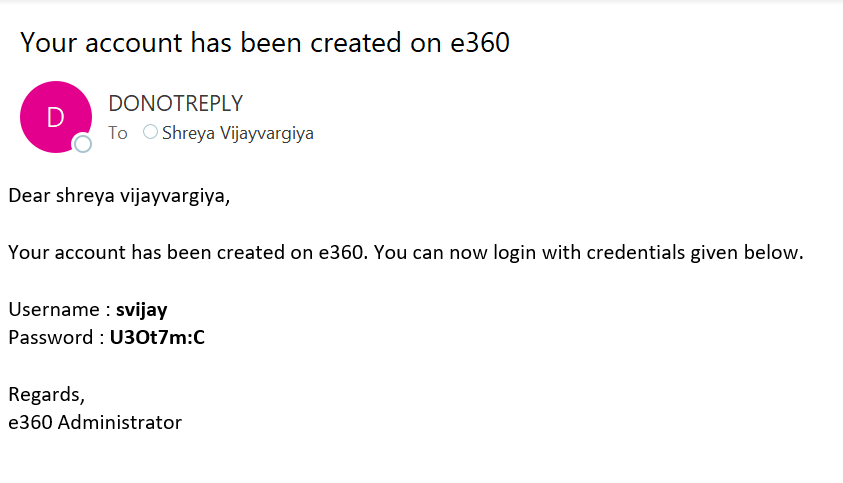 Your account has been created on e360
D
DONOTREPLY
To Shreya Vijayvargiya
Dear shreya vijayvargiya,
Your account has been created on e360. You can now login with credentials given below.
Username : svijay
Password : U3Ot7m:C
Regards,
e360 Administrator